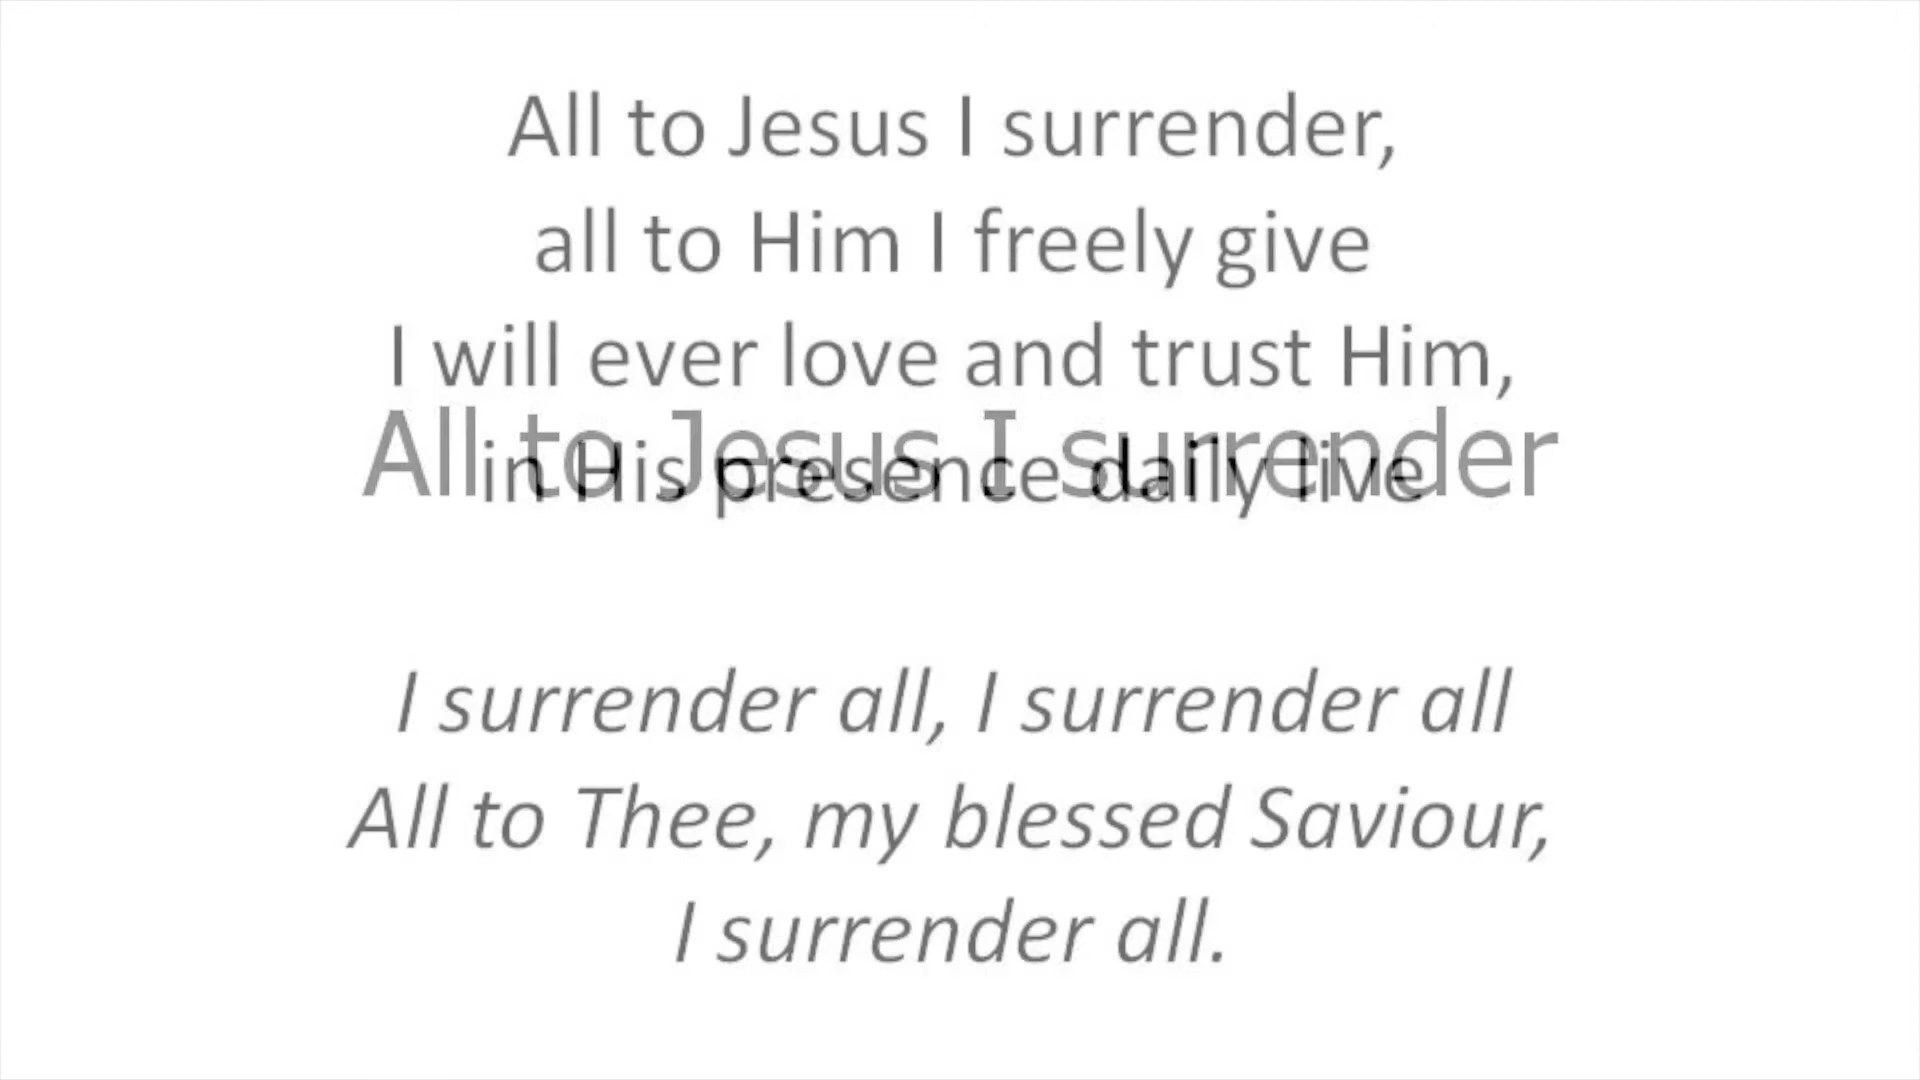 All to Jesus I surrender,
all to Him I freely give
I will ever love and trust Him,
All to Jesus I surrender
in His presence daily live
I surrender all, I surrender all
All to Thee, my blessed Saviour,
I surrender all.